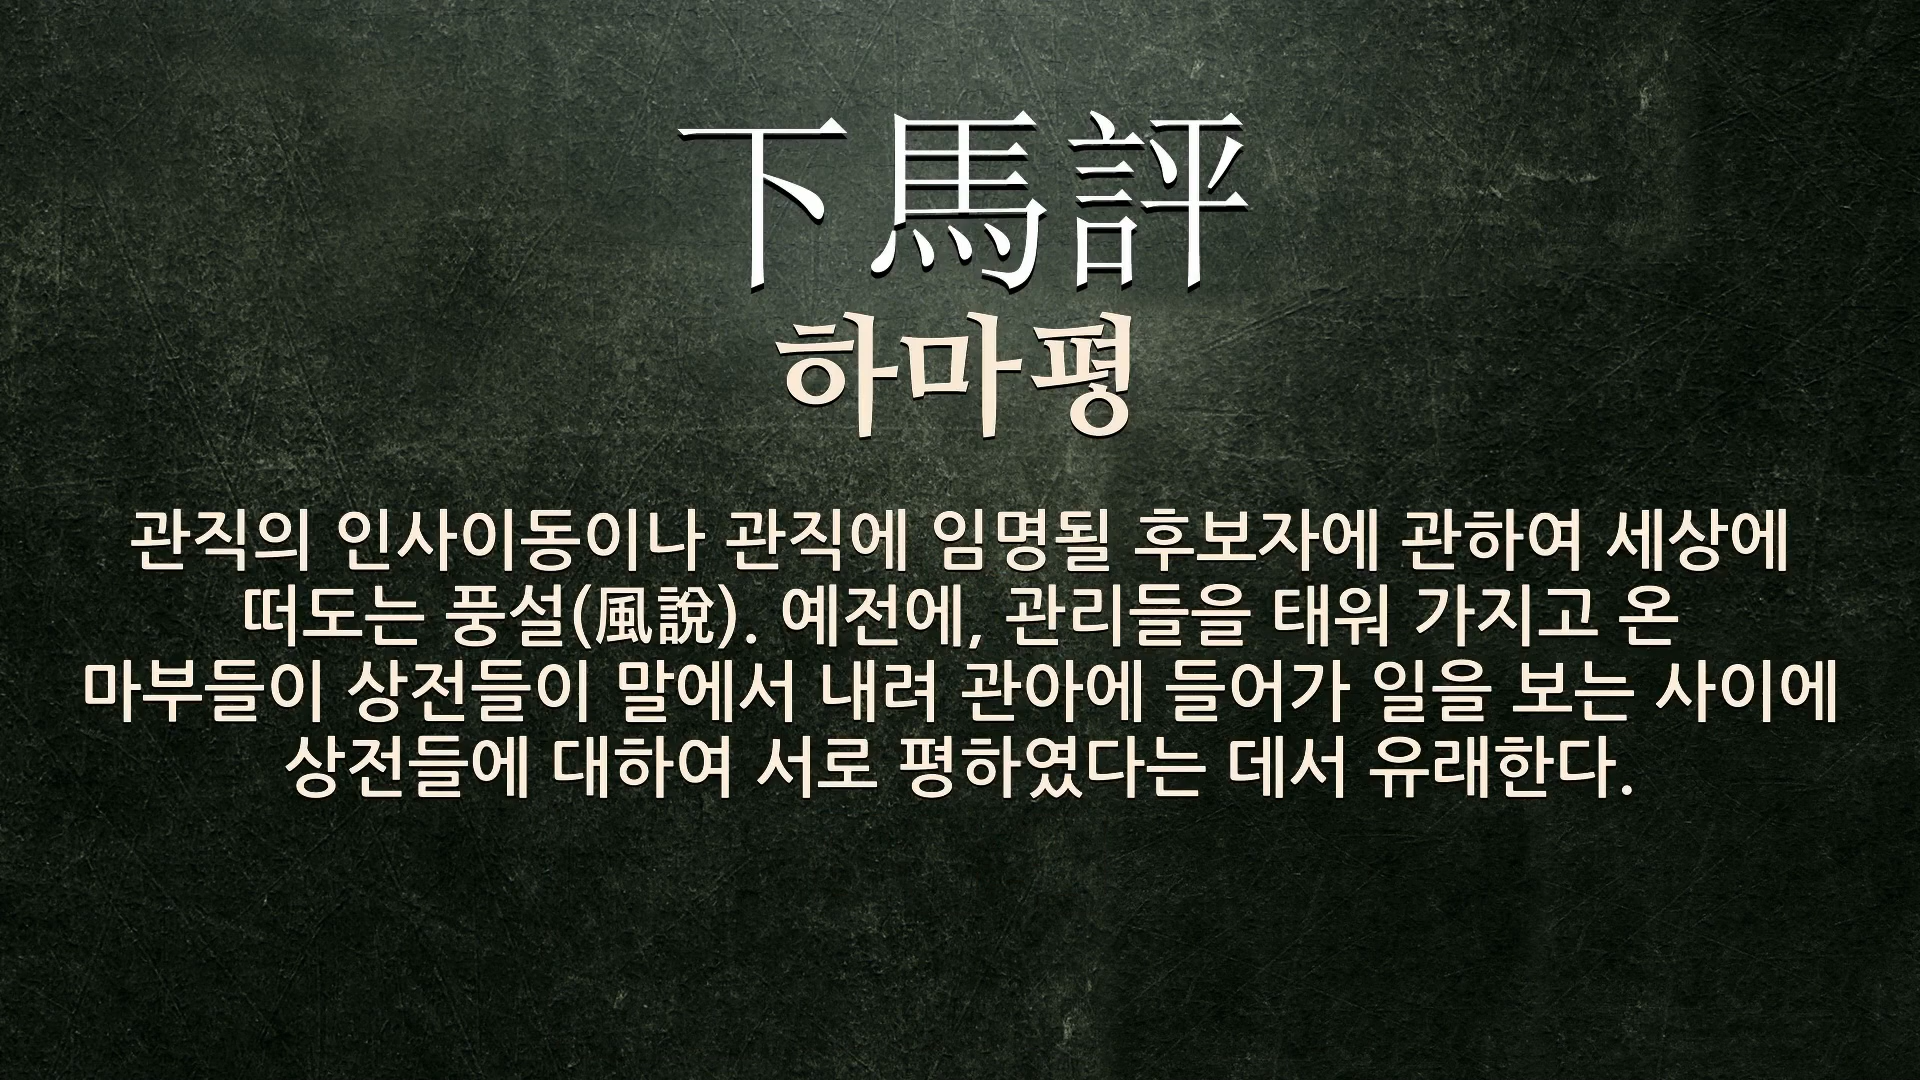 下馬評
하마평
관직의 인사이동이나 관직에 임명될 후보자에 관하여 세상에
떠도는 풍설(風說). 예전에, 관리들을 태워 가지고 온
마부들이 상전들이 말에서 내려 관아에 들어가 일을 보는 사이에
상전들에 대하여 서로 평하였다는 데서 유래한다.